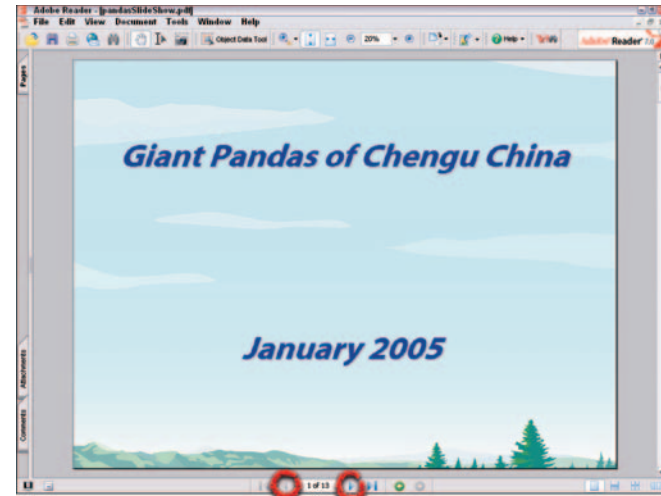 Adobe Reader - [pandasSlideShow.pdf]
File Edit View Document Tools Window Help
Object Data Tool 20% Help Adobe Reader 7.0
Pages
Giant Pandas of Chengu China
January 2005
Attachments
Comments
1 of 13